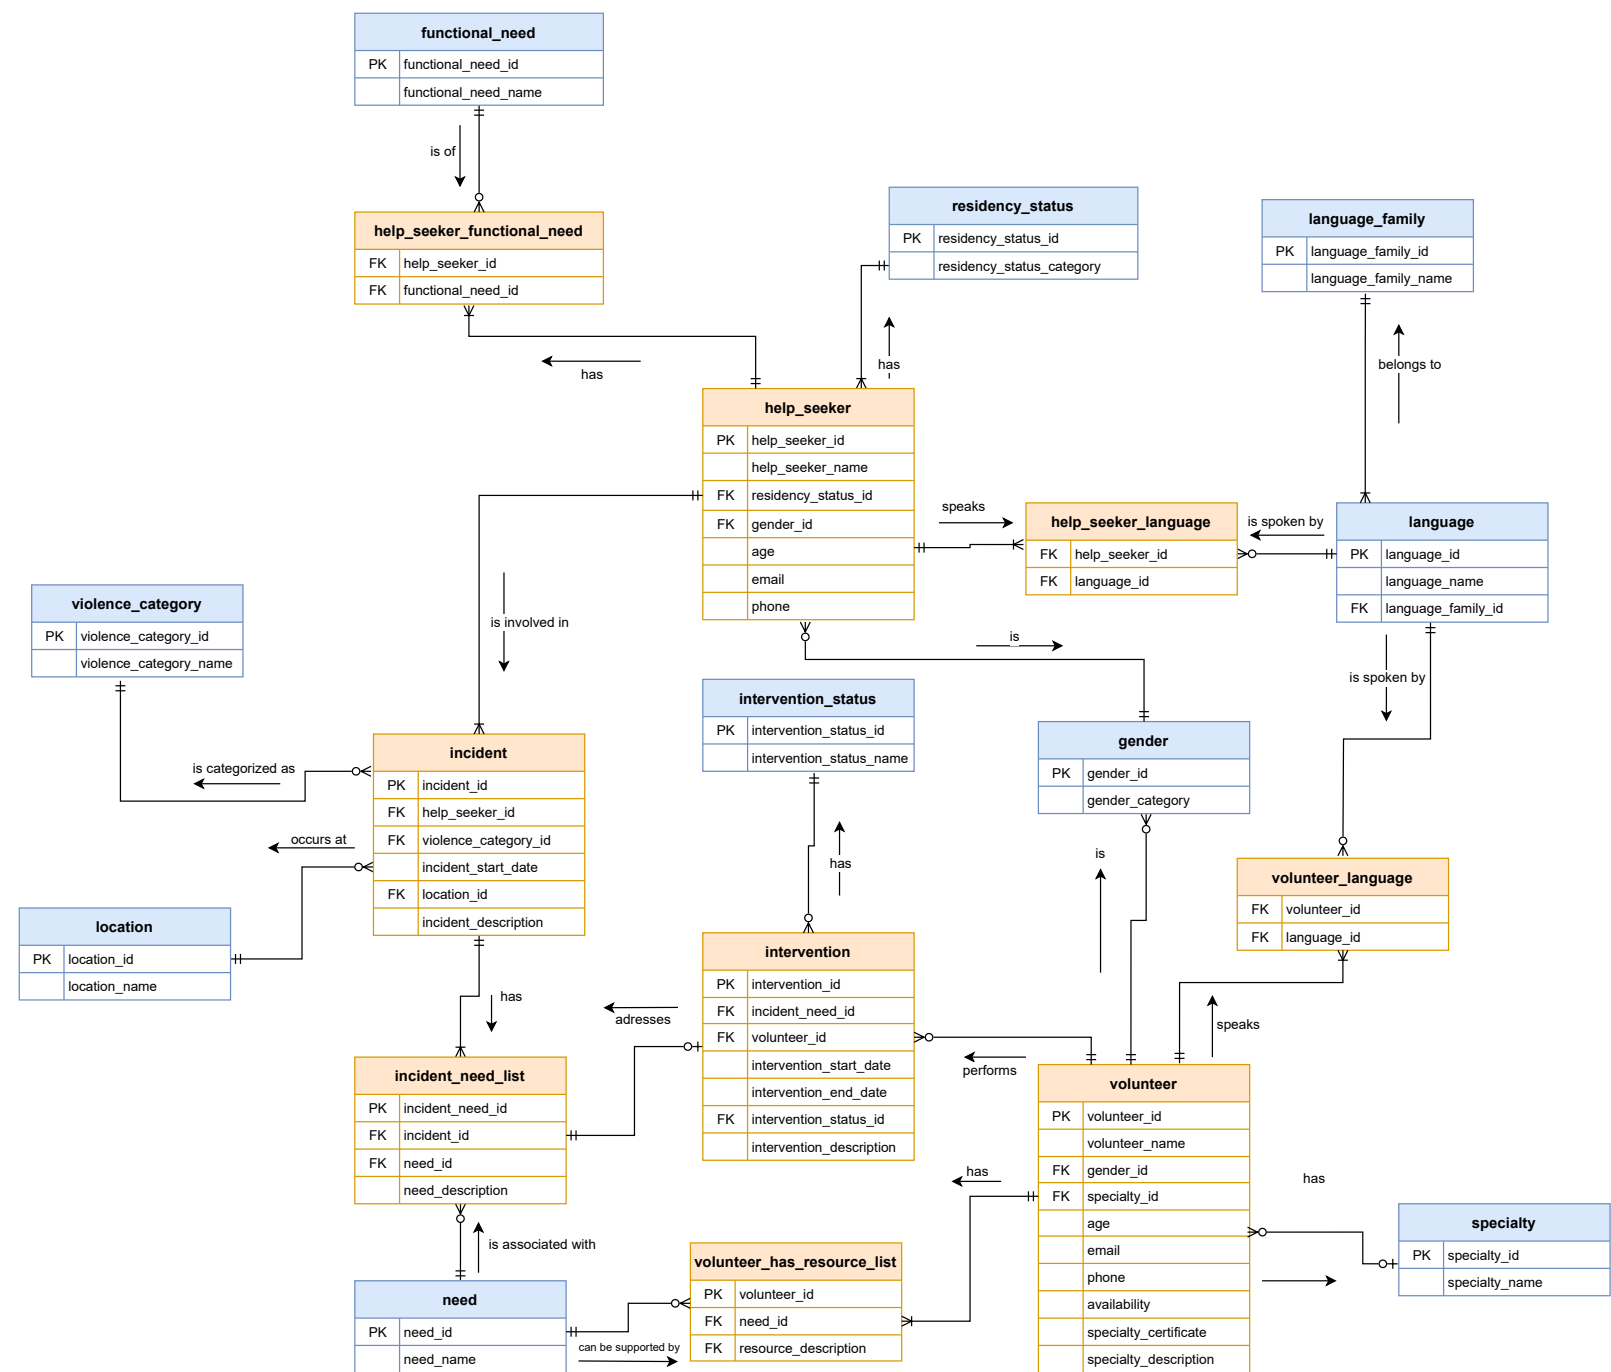 functional_need
PK functional_need_id
functional_need_name
is of
help_seeker_functional_need
FK help_seeker_id
FK functional_need_id
has
residency_status
PK residency_status_id
residency_status_category
has
language_family
PK language_family_id
language_family_name
belongs to
help_seeker
PK help_seeker_id
help_seeker_name
FK residency_status_id
FK gender_id
age
email
phone
speaks
help_seeker_language
FK help_seeker_id
FK language_id
is spoken by
language
PK language_id
language_name
FK language_family_id
is spoken by
is involved in
is
violence_category
PK violence_category_id
violence_category_name
is categorized as
occurs at
incident
PK incident_id
FK help_seeker_id
FK violence_category_id
incident_start_date
FK location_id
incident_description
intervention_status
PK intervention_status_id
intervention_status_name
has
gender
PK gender_id
gender_category
is
volunteer_language
FK volunteer_id
FK language_id
speaks
location
PK location_id
location_name
has
adresses
intervention
PK intervention_id
FK incident_need_id
FK volunteer_id
intervention_start_date
intervention_end_date
FK intervention_status_id
intervention_description
performs
incident_need_list
PK incident_need_id
FK incident_id
FK need_id
need_description
is associated with
volunteer
PK volunteer_id
volunteer_name
FK gender_id
FK specialty_id
age
email
phone
availability
specialty_certificate
specialty_description
has
has
specialty
PK specialty_id
specialty_name
volunteer_has_resource_list
PK volunteer_id
FK need_id
FK resource_description
need
PK need_id
need_name
can be supported by